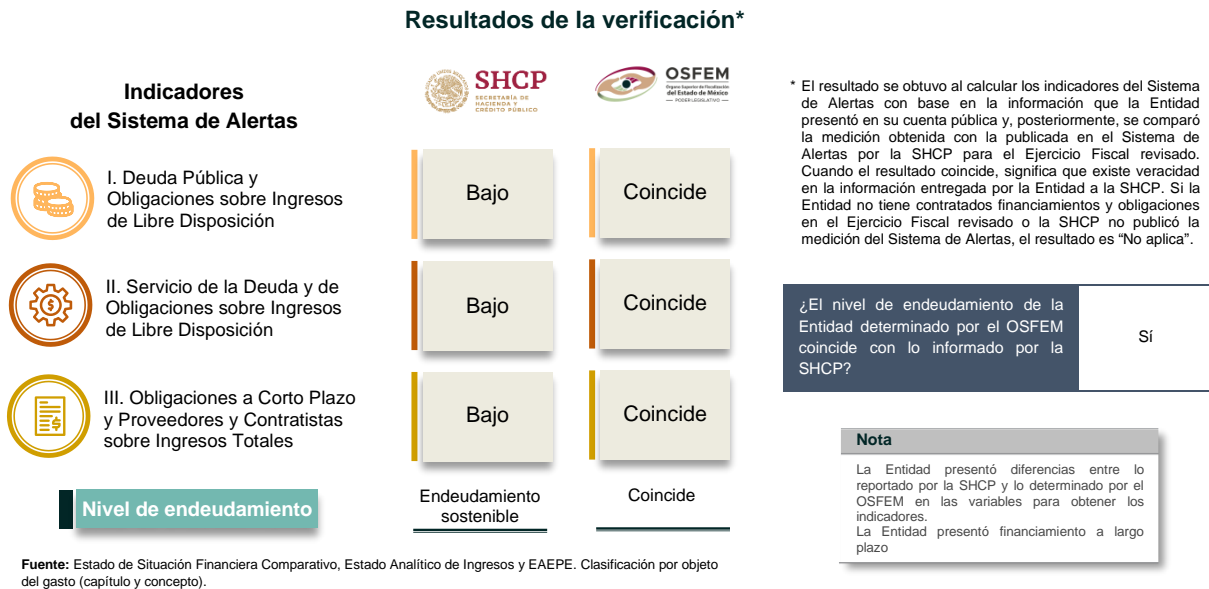 Resultados de la verificación*
Indicadores
del Sistema de Alertas
SHCP
SECRETARÍA DE
HACIENDA Y
CRÉDITO PÚBLICO
OSFEM
Órgano Superior de Fiscalización
del Estado de México
PODER LEGISLATIVO
I. Deuda Pública y
Obligaciones sobre Ingresos
de Libre Disposición
Bajo
Coincide
II. Servicio de la Deuda y de
Obligaciones sobre Ingresos
de Libre Disposición
Bajo
Coincide
III. Obligaciones a Corto Plazo
y Proveedores y Contratistas
sobre Ingresos Totales
Bajo
Coincide
Nivel de endeudamiento
Endeudamiento
sostenible
Coincide
Fuente: Estado de Situación Financiera Comparativo, Estado Analítico de Ingresos y EAEPE. Clasificación por objeto
del gasto (capítulo y concepto).
* El resultado se obtuvo al calcular los indicadores del Sistema
de Alertas con base en la información que la Entidad
presentó en su cuenta pública y, posteriormente, se comparó
la medición obtenida con la publicada en el Sistema de
Alertas por la SHCP para el Ejercicio Fiscal revisado.
Cuando el resultado coincide, significa que existe veracidad
en la información entregada por la Entidad a la SHCP. Si la
Entidad no tiene contratados financiamientos y obligaciones
en el Ejercicio Fiscal revisado o la SHCP no publicó la
medición del Sistema de Alertas, el resultado es “No aplica”.
¿El nivel de endeudamiento de la
Entidad determinado por el OSFEM
coincide con lo informado por la
SHCP?
Sí
Nota
La Entidad presentó diferencias entre lo
reportado por la SHCP y lo determinado por el
OSFEM en las variables para obtener los
indicadores.
La Entidad presentó financiamiento a largo
plazo